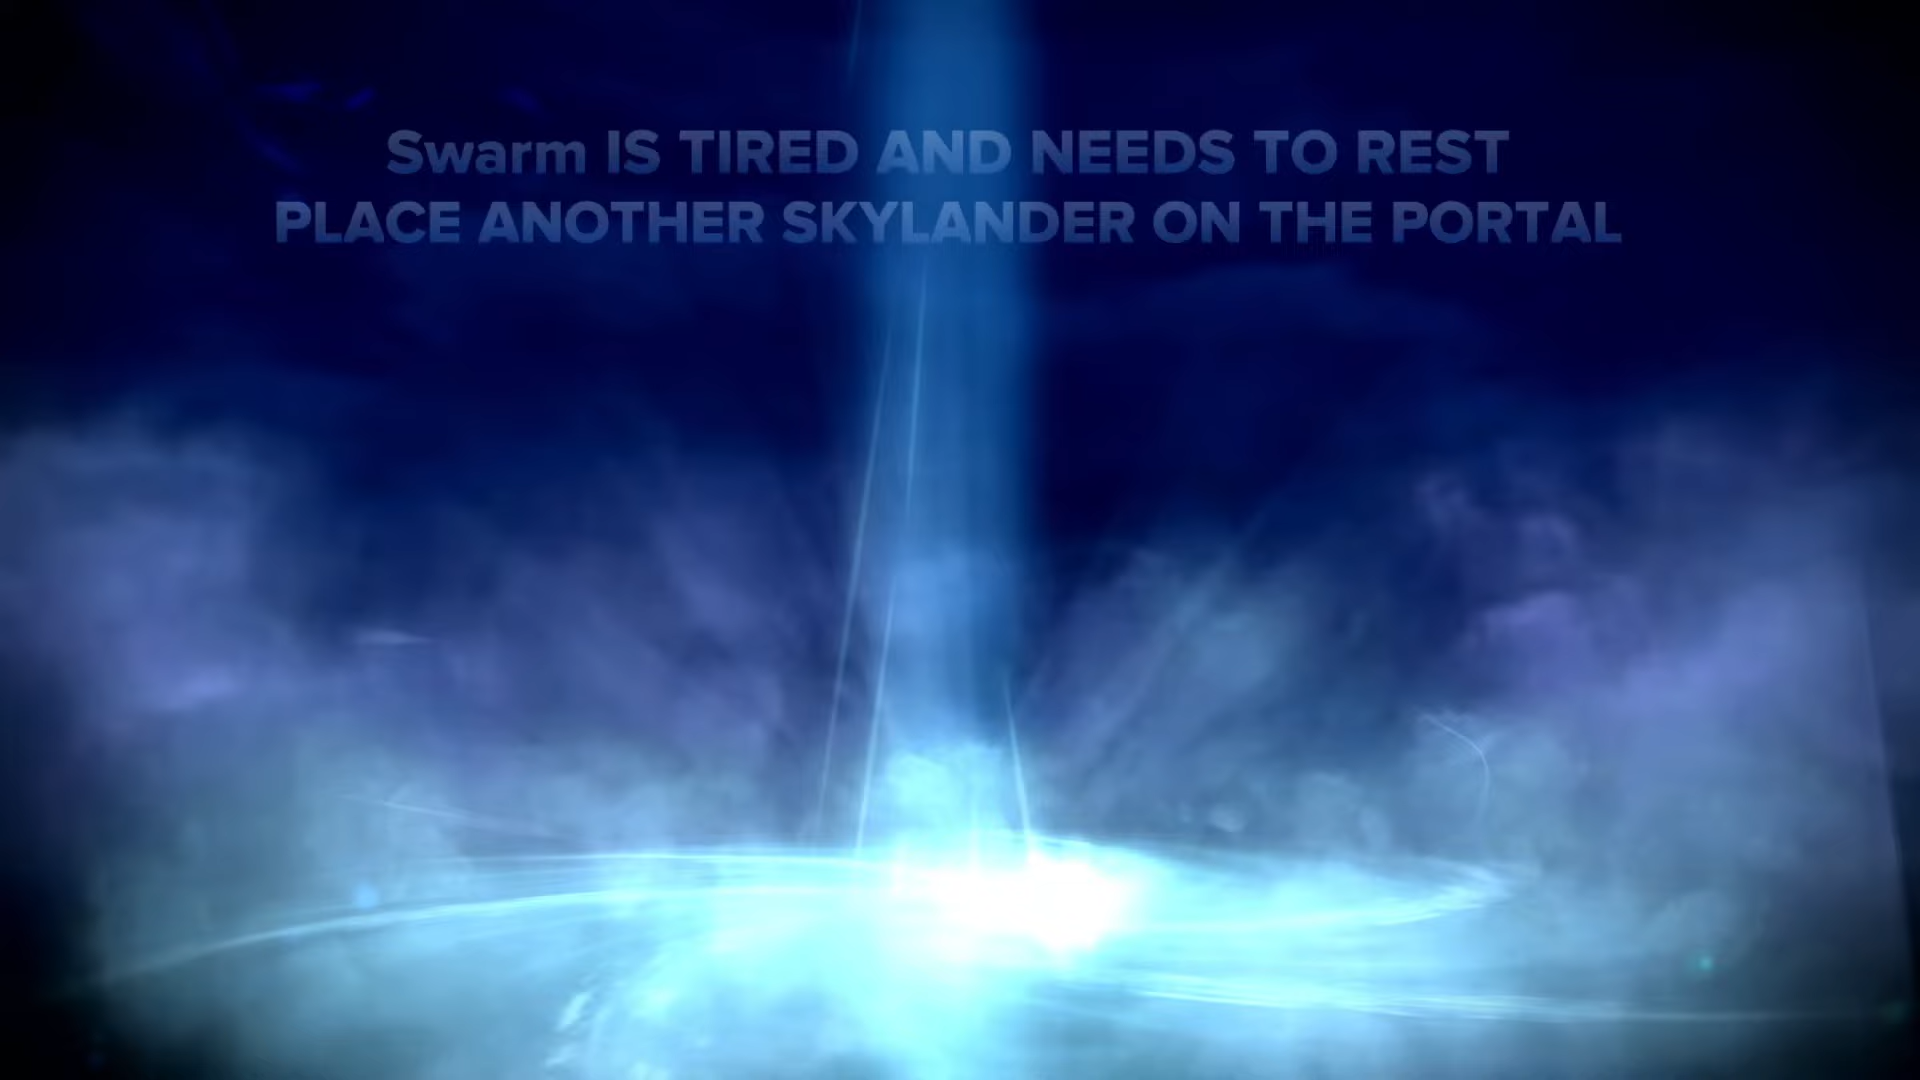 Swarm IS TIRED AND NEEDS TO REST
PLACE ANOTHER SKYLANDER ON THE PORTAL